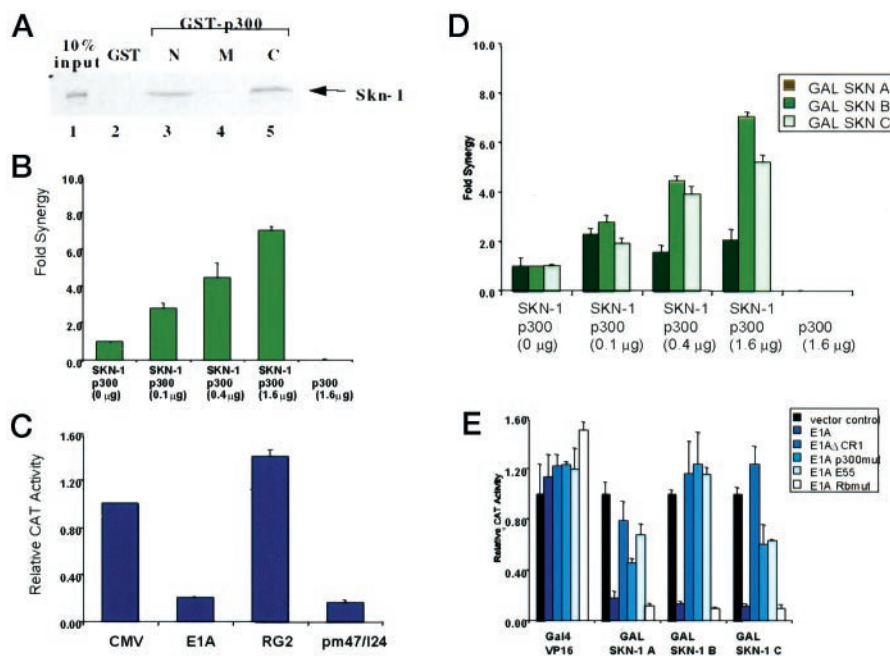 A
GST-p300
10%
input GST N M C
Skn-1
1 2 3 4 5
B
Fold Synergy
10.0
8.0
6.0
4.0
2.0
0.0
SKN-1 SKN-1 SKN-1 SKN-1
p300 p300 p300 p300 p300
(0 µg) (0.1µg) (0.4µg) (1.6µg) (1.6µg)
C
Relative CAT Activity
1.60
1.20
0.80
0.40
0.00
CMV E1A RG2 pm47/I24
D
GAL SKN A
GAL SKN B
GAL SKN C
Fold Synergy
10.0
8.0
6.0
4.0
2.0
0.0
SKN-1 SKN-1 SKN-1 SKN-1
p300 p300 p300 p300 p300
(0 µg) (0.1 µg) (0.4 µg) (1.6 µg) (1.6 µg)
E
vector control
E1A
E1AΔCR1
E1A p300mut
E1A E55
E1A Rbmut
Relative CAT Activity
1.60
1.20
0.80
0.40
0.00
Gal4 GAL GAL GAL
VP16 SKN-1 A SKN-1 B SKN-1 C